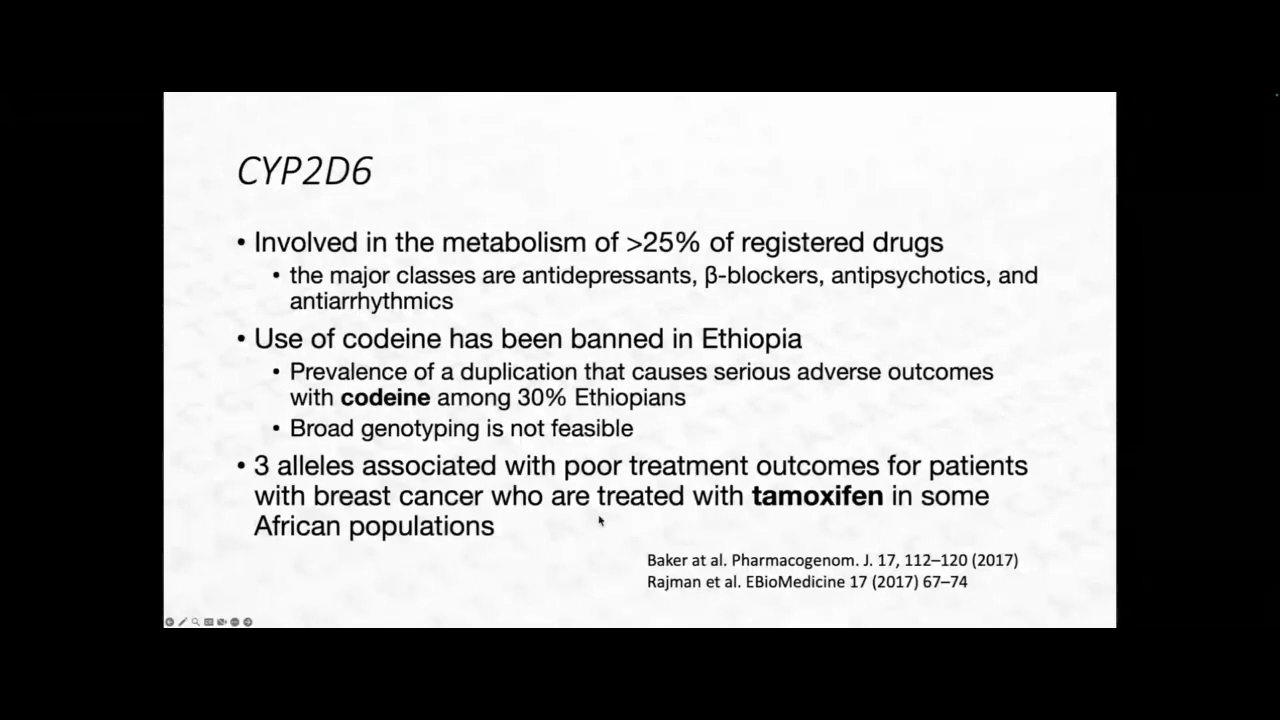 CYP2D6
• Involved in the metabolism of >25% of registered drugs
• the major classes are antidepressants, β-blockers, antipsychotics, and
antiarrhythmics
• Use of codeine has been banned in Ethiopia
• Prevalence of a duplication that causes serious adverse outcomes
with codeine among 30% Ethiopians
• Broad genotyping is not feasible
• 3 alleles associated with poor treatment outcomes for patients
with breast cancer who are treated with tamoxifen in some
African populations
Baker at al. Pharmacogenom. J. 17, 112–120 (2017)
Rajman et al. EBioMedicine 17 (2017) 67–74